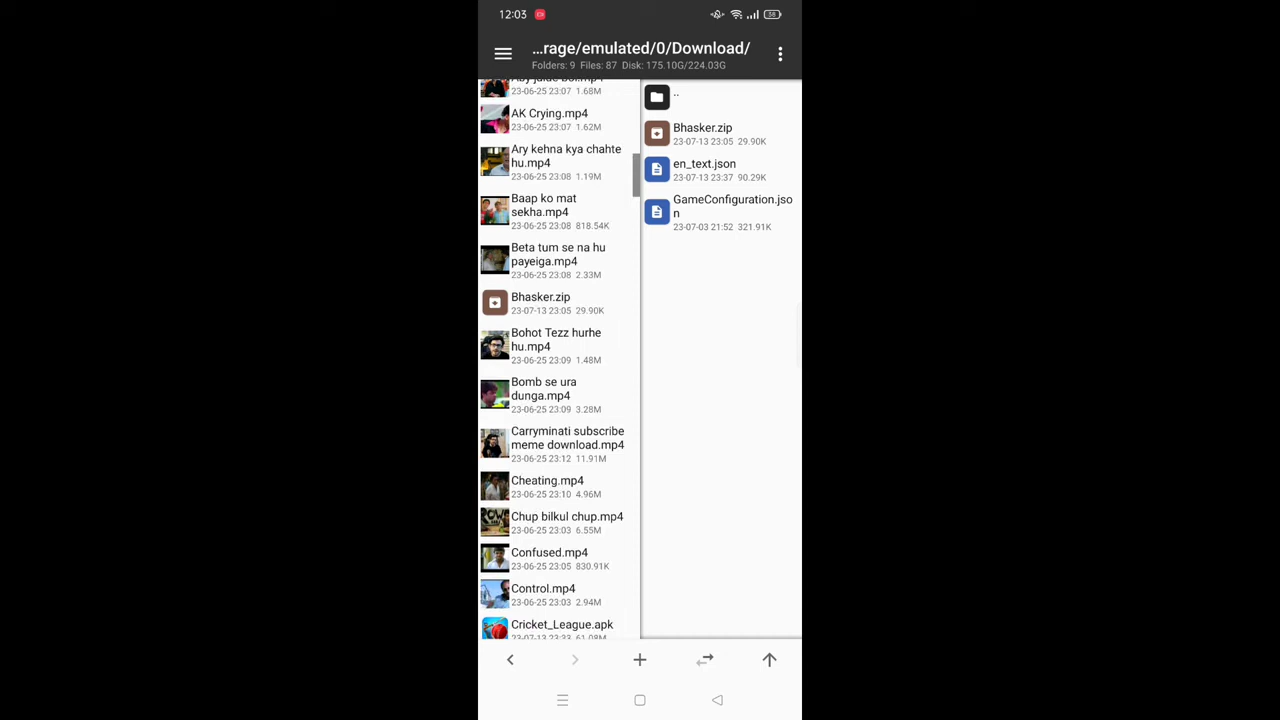 12:03
38
...rage/emulated/0/Download/
Folders: 9 Files: 87 Disk: 175.10G/224.03G
23-06-25 23:07 1.68M
AK Crying.mp4
23-06-25 23:07 1.62M
Ary kehna kya chahte
hu.mp4
23-06-25 23:08 1.19M
Baap ko mat
sekha.mp4
23-06-25 23:08 818.54K
Beta tum se na hu
payeiga.mp4
23-06-25 23:08 2.33M
Bhasker.zip
23-07-13 23:05 29.90K
Bohot Tezz hurhe
hu.mp4
23-06-25 23:09 1.48M
Bomb se ura
dunga.mp4
23-06-25 23:09 3.28M
Carryminati subscribe
meme download.mp4
23-06-25 23:12 11.91M
Cheating.mp4
23-06-25 23:10 4.96M
Chup bilkul chup.mp4
23-06-25 23:03 6.55M
Confused.mp4
23-06-25 23:05 830.91K
Control.mp4
23-06-25 23:03 2.94M
Cricket_League.apk
23-07-13 23:33 61.08M
..
Bhasker.zip
23-07-13 23:05 29.90K
en_text.json
23-07-13 23:37 90.29K
GameConfiguration.jso
n
23-07-03 21:52 321.91K